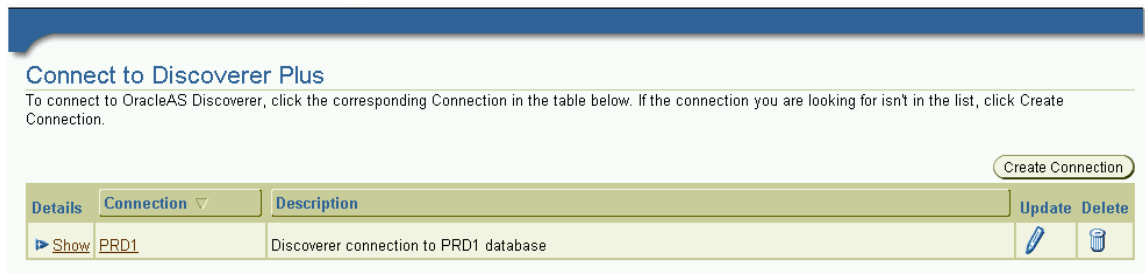 Connect to Discoverer Plus
To connect to OracleAS Discoverer, click the corresponding Connection in the table below. If the connection you are looking for isn't in the list, click Create
Connection.
Create Connection
Details Connection Description Update Delete
Show PRD1 Discoverer connection to PRD1 database